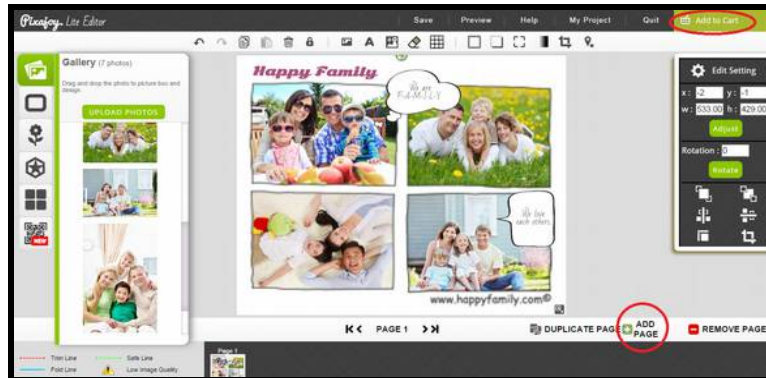 Pixajoy. Lite Editor
Save Preview Help My Project Quit Add to Cart
A
Gallery (7 photos)
Drag and drop the photo to picture box and design.
UPLOAD PHOTOS
NEW
Happy Family
We are
F.A.M.I.L.Y
We love
each others
www.happyfamily.com®
Edit Setting
x: -2 y: -1
w: 533.00 h: 429.00
Adjust
Rotation: 0
Rotate
PAGE 1
DUPLICATE PAGE
ADD
PAGE
REMOVE PAGE
Trim Line Safe Line
Fold Line Low Image Quality
Page 1